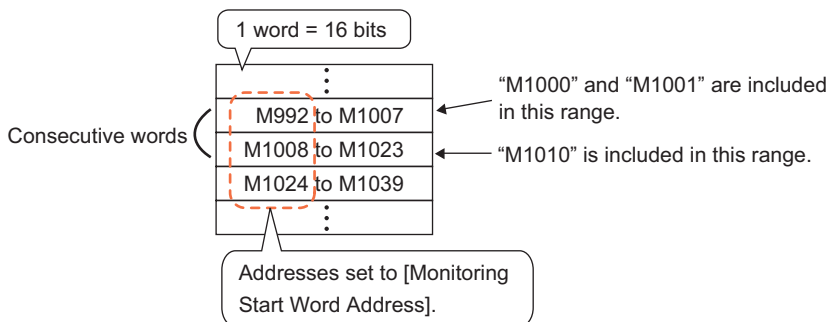 1 word = 16 bits
M992 to M1007
M1008 to M1023
M1024 to M1039
Consecutive words
“M1000” and “M1001” are included
in this range.
“M1010” is included in this range.
Addresses set to [Monitoring
Start Word Address].